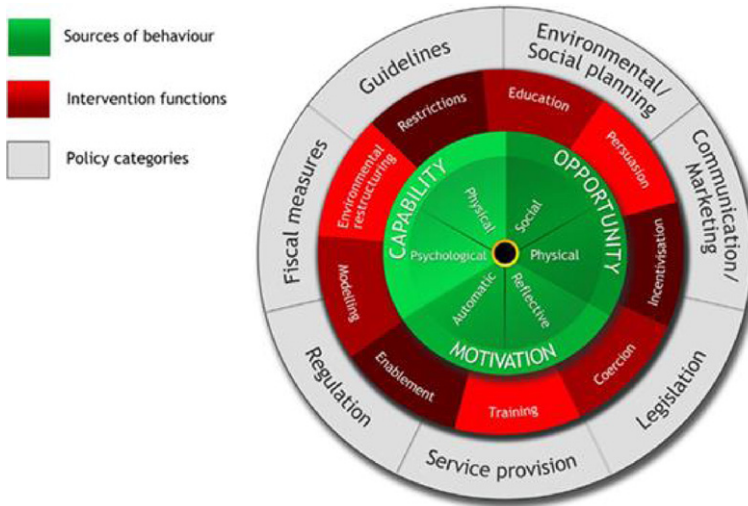 Sources of behaviour
Intervention functions
Policy categories
Guidelines
Environmental/
Social planning
Communication/
Marketing
Legislation
Service provision
Regulation
Fiscal measures
Restrictions
Education
Persuasion
Incentivisation
Coercion
Training
Enablement
Modelling
Environmental
restructuring
CAPABILITY
OPPORTUNITY
MOTIVATION
Physical
Social
Psychological
Physical
Automatic
Reflective